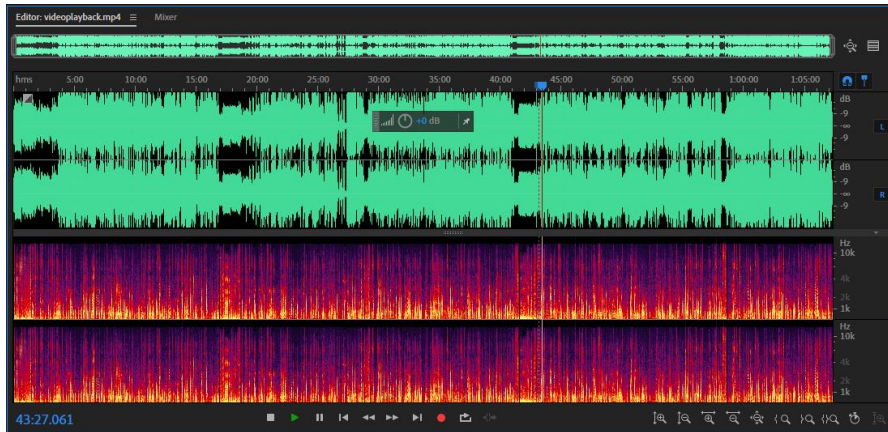 Editor: videoplayback.mp4 Mixer
hms 5:00 10:00 15:00 20:00 25:00 30:00 35:00 40:00 45:00 50:00 55:00 1:00:00 1:05:00
dB
-9
-∞
-9
L
+0 dB
dB
-9
-∞
-9
R
Hz
10k
4k
2k
1k
Hz
10k
4k
2k
1k
43:27.061